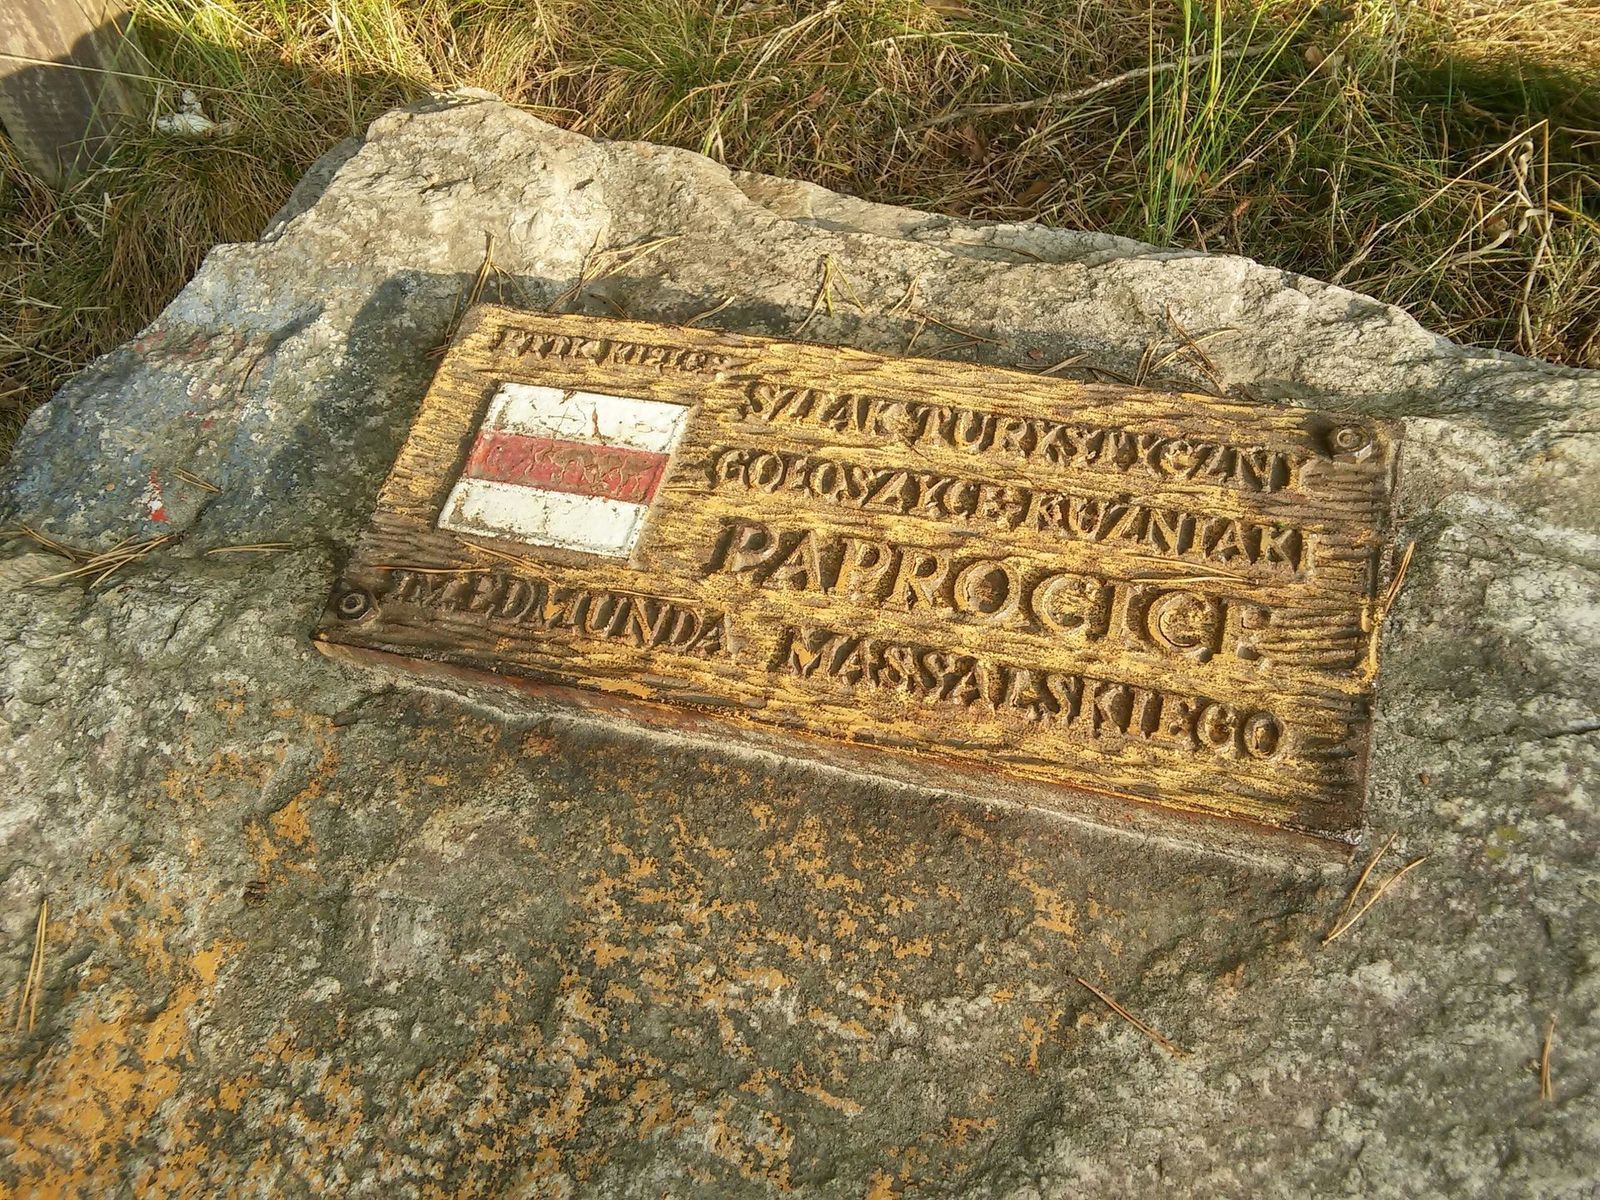 PTTK KIELCE
SZLAK TURYSTYCZNY
GOŁOSZYCE-KUŹNIAKI
PAPROCICE
IM. EDMUNDA MASSALSKIEGO